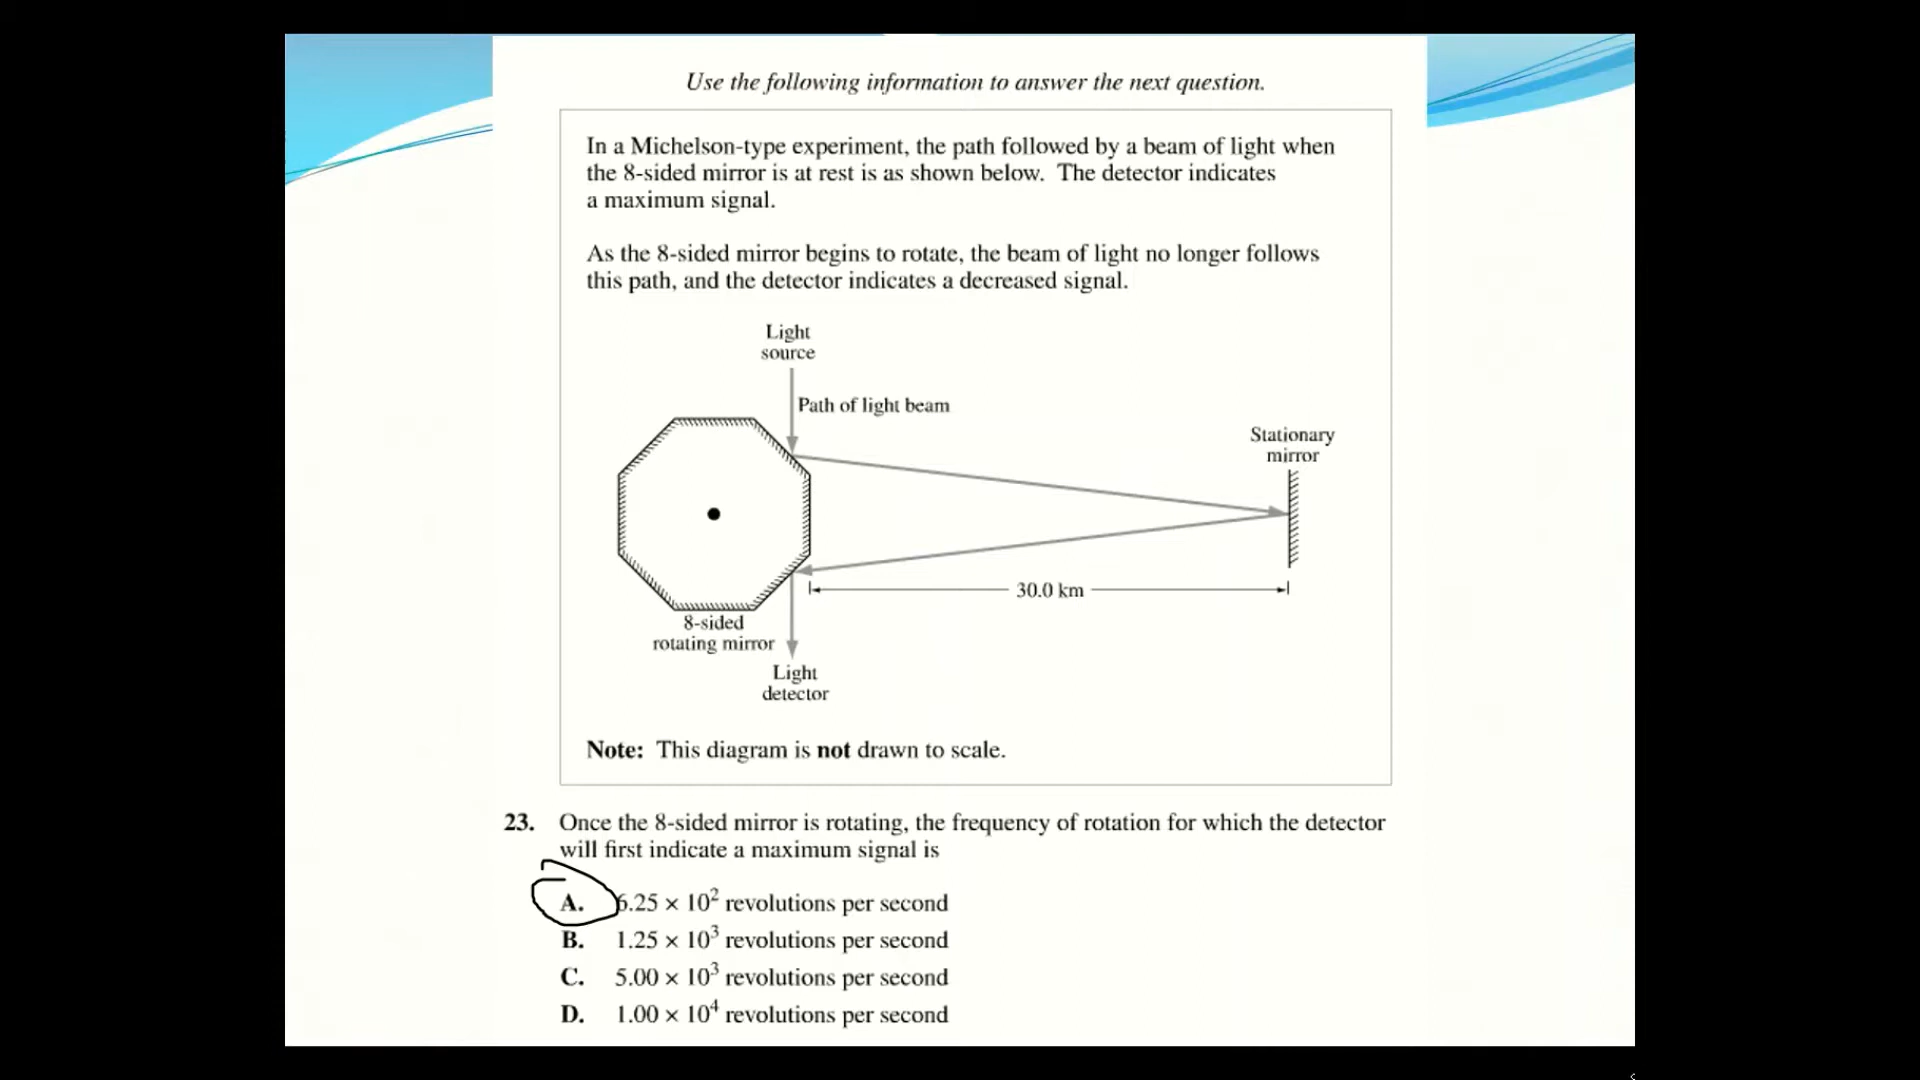 Use the following information to answer the next question.
In a Michelson-type experiment, the path followed by a beam of light when
the 8-sided mirror is at rest is as shown below. The detector indicates
a maximum signal.
As the 8-sided mirror begins to rotate, the beam of light no longer follows
this path, and the detector indicates a decreased signal.
Light
source
Path of light beam
Stationary
mirror
30.0 km
8-sided
rotating mirror
Light
detector
Note: This diagram is not drawn to scale.
23. Once the 8-sided mirror is rotating, the frequency of rotation for which the detector
will first indicate a maximum signal is
A. 6.25 × 10² revolutions per second
B. 1.25 × 10³ revolutions per second
C. 5.00 × 10³ revolutions per second
D. 1.00 × 10⁴ revolutions per second